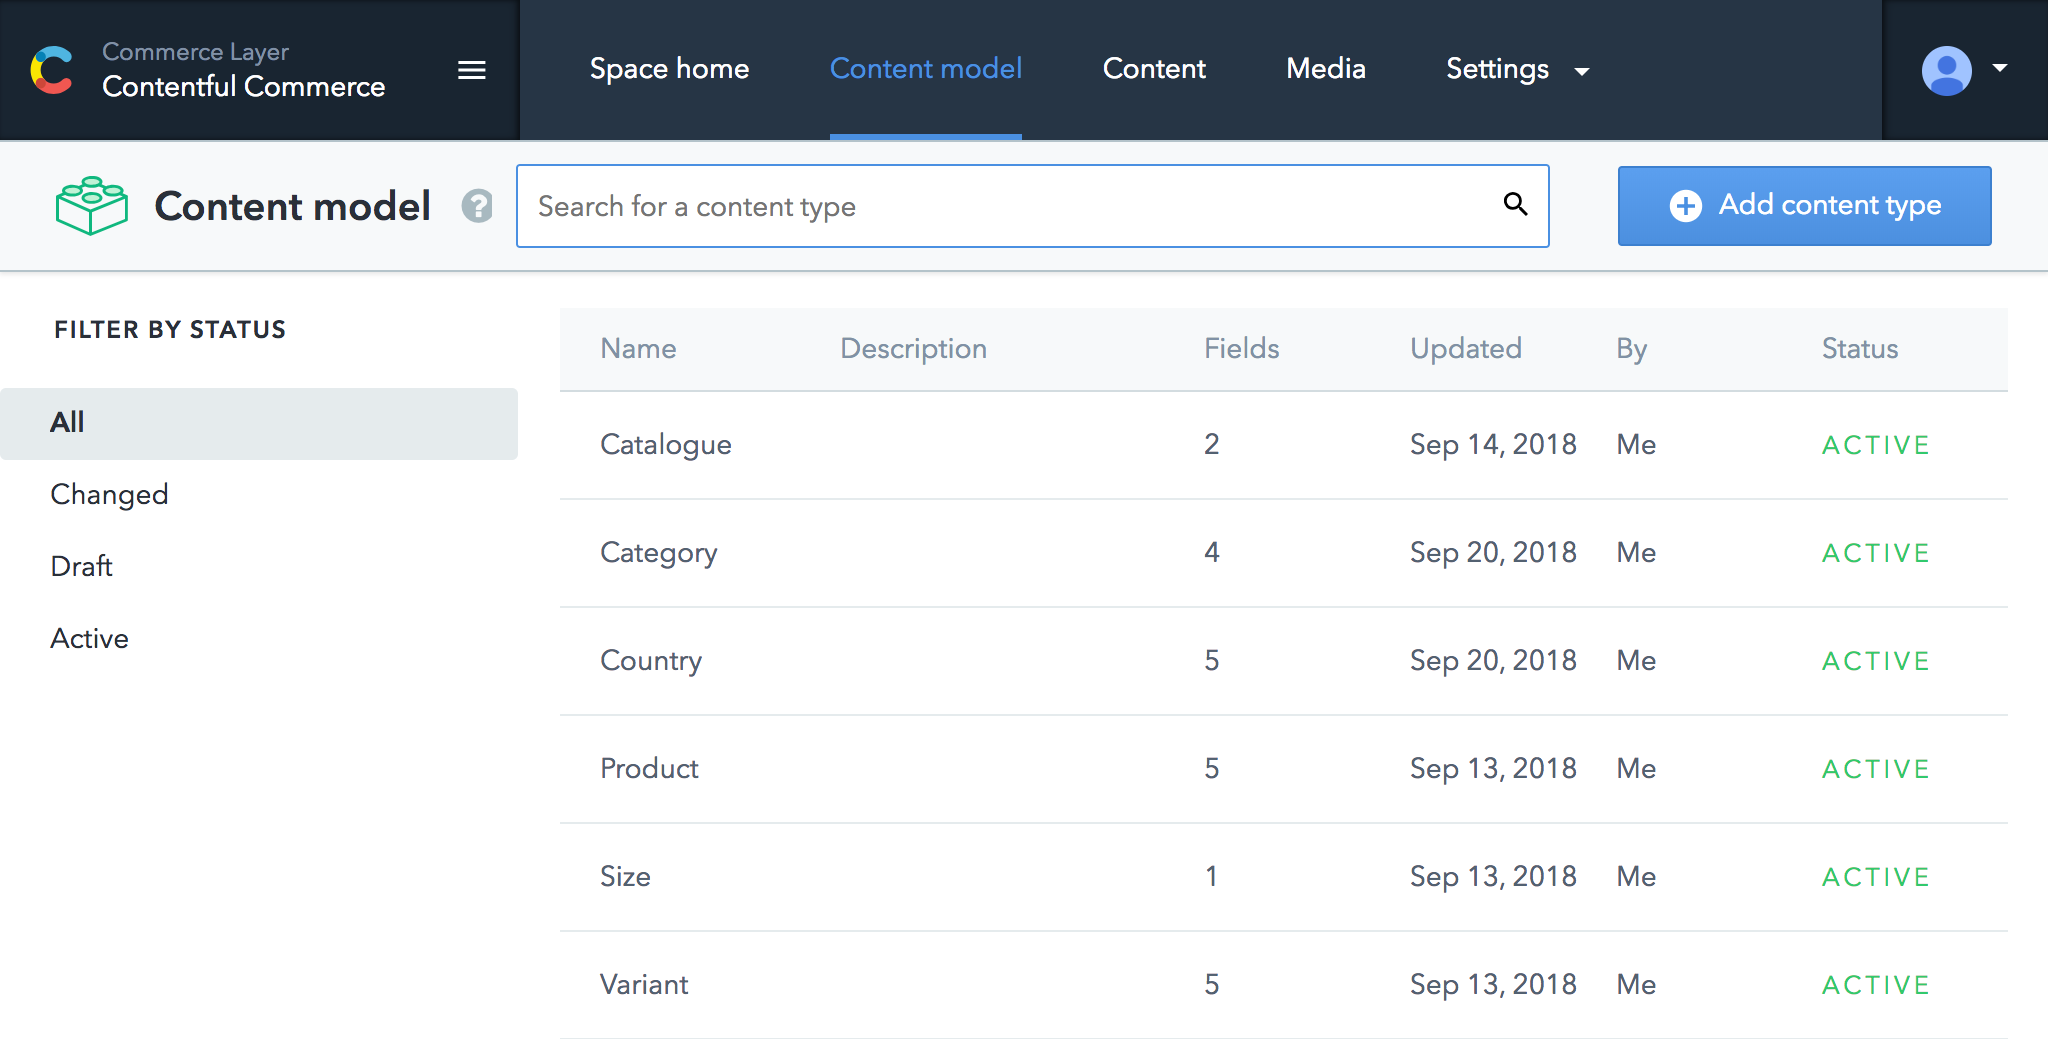 Commerce Layer
Contentful Commerce
Space home Content model Content Media Settings
Content model ? Search for a content type Add content type
FILTER BY STATUS
All
Changed
Draft
Active
Name Description Fields Updated By Status
Catalogue 2 Sep 14, 2018 Me ACTIVE
Category 4 Sep 20, 2018 Me ACTIVE
Country 5 Sep 20, 2018 Me ACTIVE
Product 5 Sep 13, 2018 Me ACTIVE
Size 1 Sep 13, 2018 Me ACTIVE
Variant 5 Sep 13, 2018 Me ACTIVE